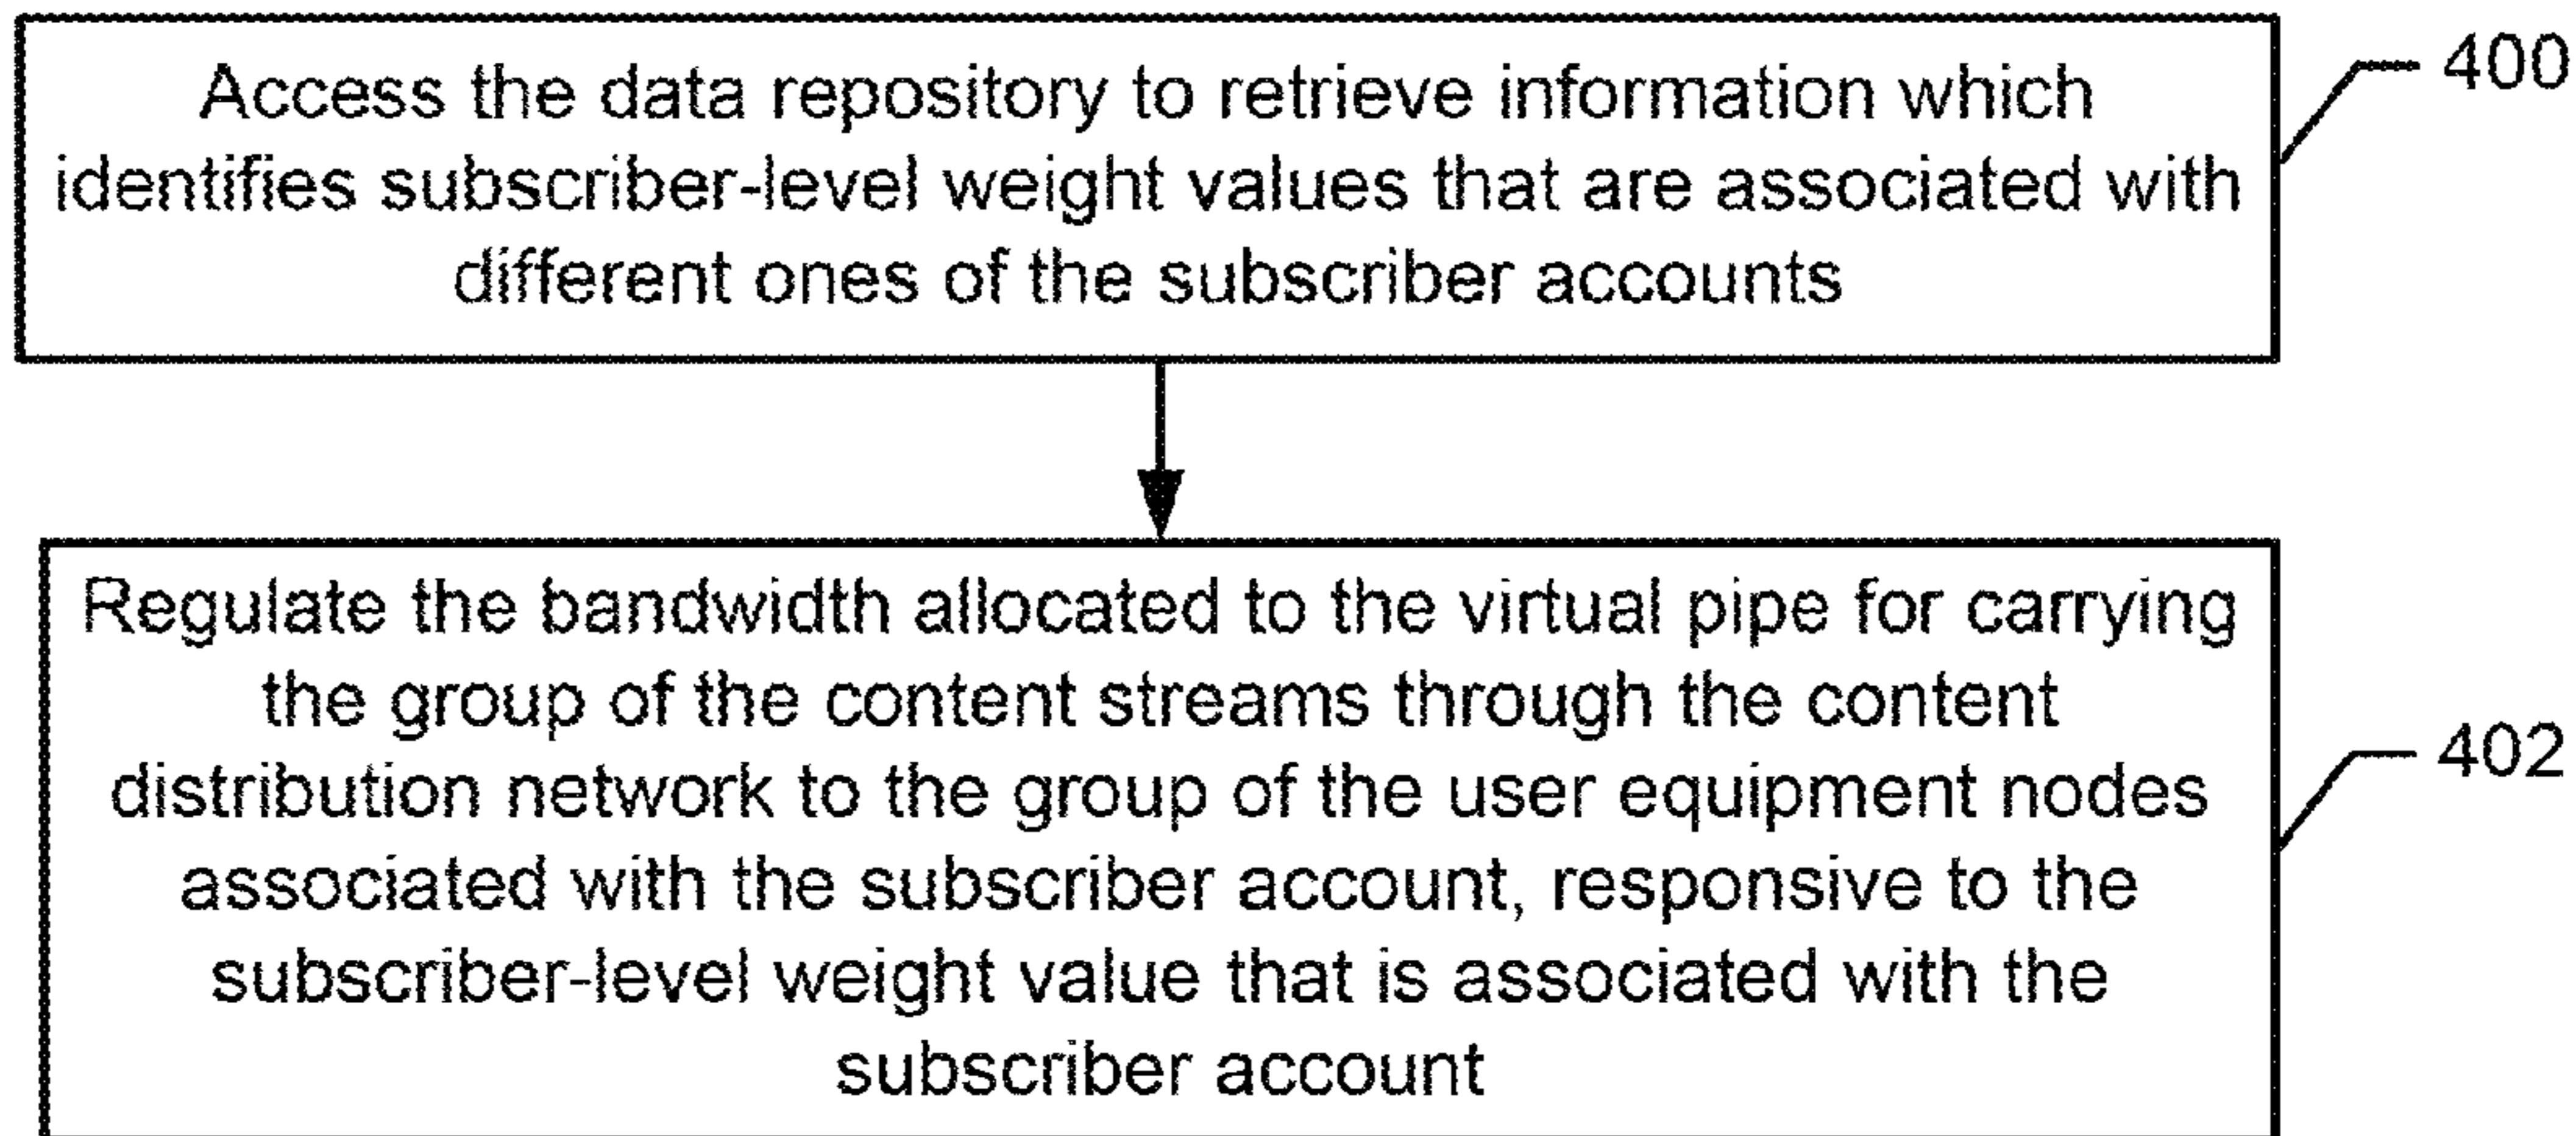 Access the data repository to retrieve information which
identifies subscriber-level weight values that are associated with
different ones of the subscriber accounts
400
Regulate the bandwidth allocated to the virtual pipe for carrying
the group of the content streams through the content
distribution network to the group of the user equipment nodes
associated with the subscriber account, responsive to the
subscriber-level weight value that is associated with the
subscriber account
402